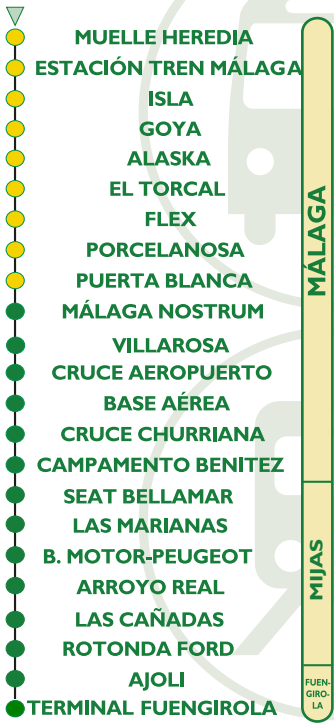 MUELLE HEREDIA
ESTACIÓN TREN MÁLAGA
ISLA
GOYA
ALASKA
EL TORCAL
FLEX
PORCELANOSA
PUERTA BLANCA
MÁLAGA NOSTRUM
VILLAROSA
CRUCE AEROPUERTO
BASE AÉREA
CRUCE CHURRIANA
CAMPAMENTO BENITEZ
SEAT BELLAMAR
LAS MARIANAS
B. MOTOR-PEUGEOT
ARROYO REAL
LAS CAÑADAS
ROTONDA FORD
AJOLI
TERMINAL FUENGIROLA
MÁLAGA
MIJAS
FUEN-
GIRO-
LA